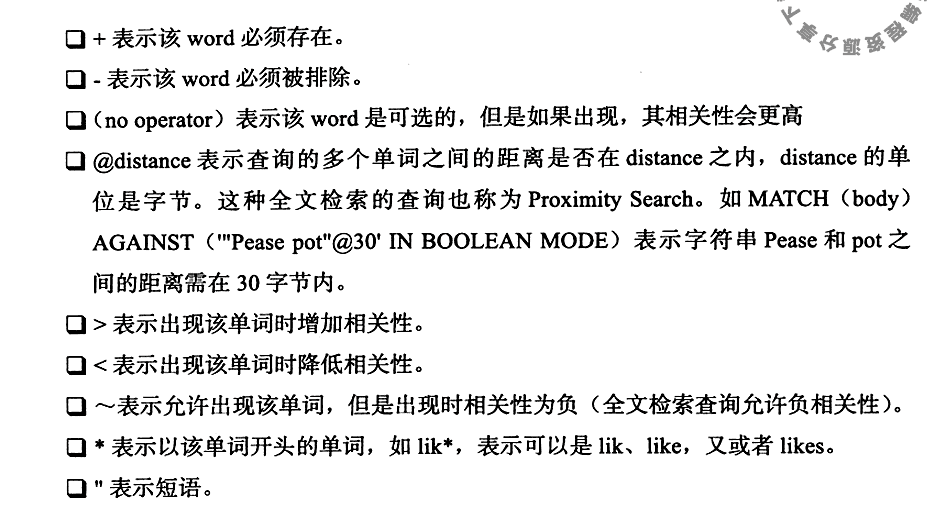 ❑ + 表示该 word 必须存在。
❑ - 表示该 word 必须被排除。
❑ （no operator）表示该 word 是可选的，但是如果出现，其相关性会更高
❑ @distance 表示查询的多个单词之间的距离是否在 distance 之内，distance 的单
位是字节。这种全文检索的查询也称为 Proximity Search。如 MATCH（body）
AGAINST（'"Pease pot"@30' IN BOOLEAN MODE）表示字符串 Pease 和 pot 之
间的距离需在 30 字节内。
❑ > 表示出现该单词时增加相关性。
❑ < 表示出现该单词时降低相关性。
❑ ～表示允许出现该单词，但是出现时相关性为负（全文检索查询允许负相关性）。
❑ * 表示以该单词开头的单词，如 lik*，表示可以是 lik、like，又或者 likes。
❑ " 表示短语。
编程资源分享下